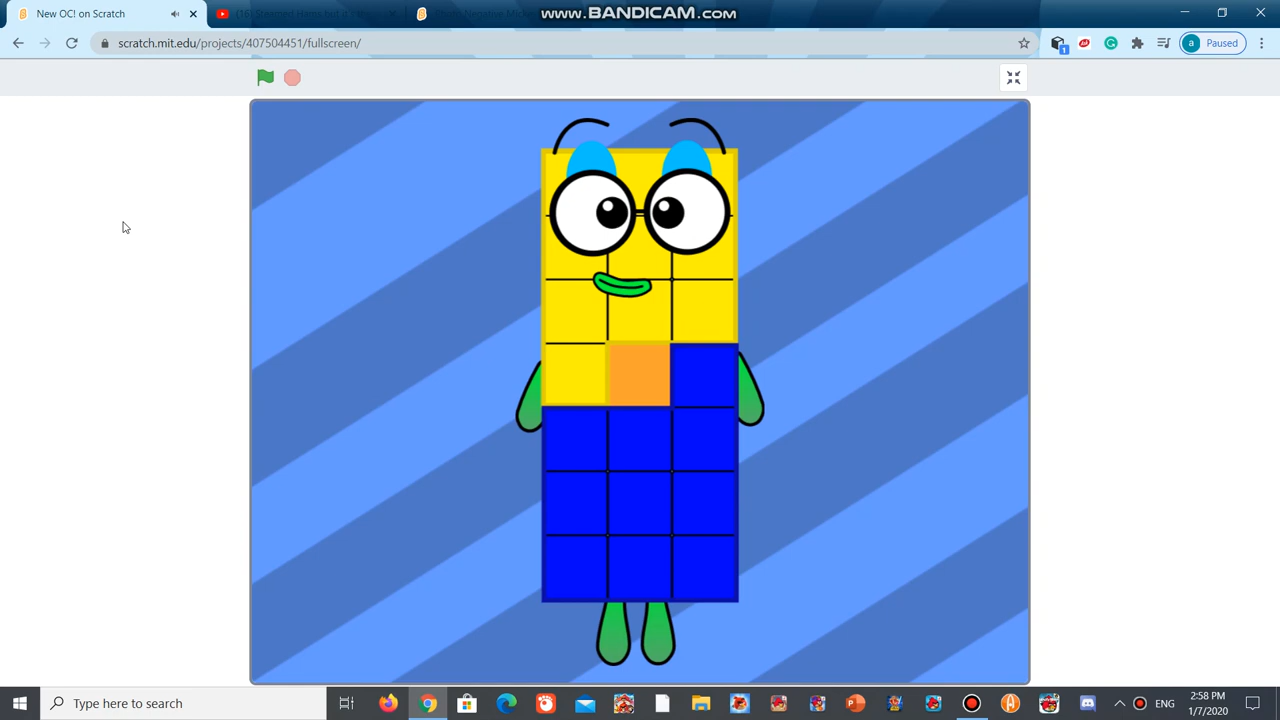 New OC! on Scratch
www.BANDICAM.com
scratch.mit.edu/projects/407504451/fullscreen/
1
a
Paused
Type here to search
ENG
2:58 PM
1/7/2020